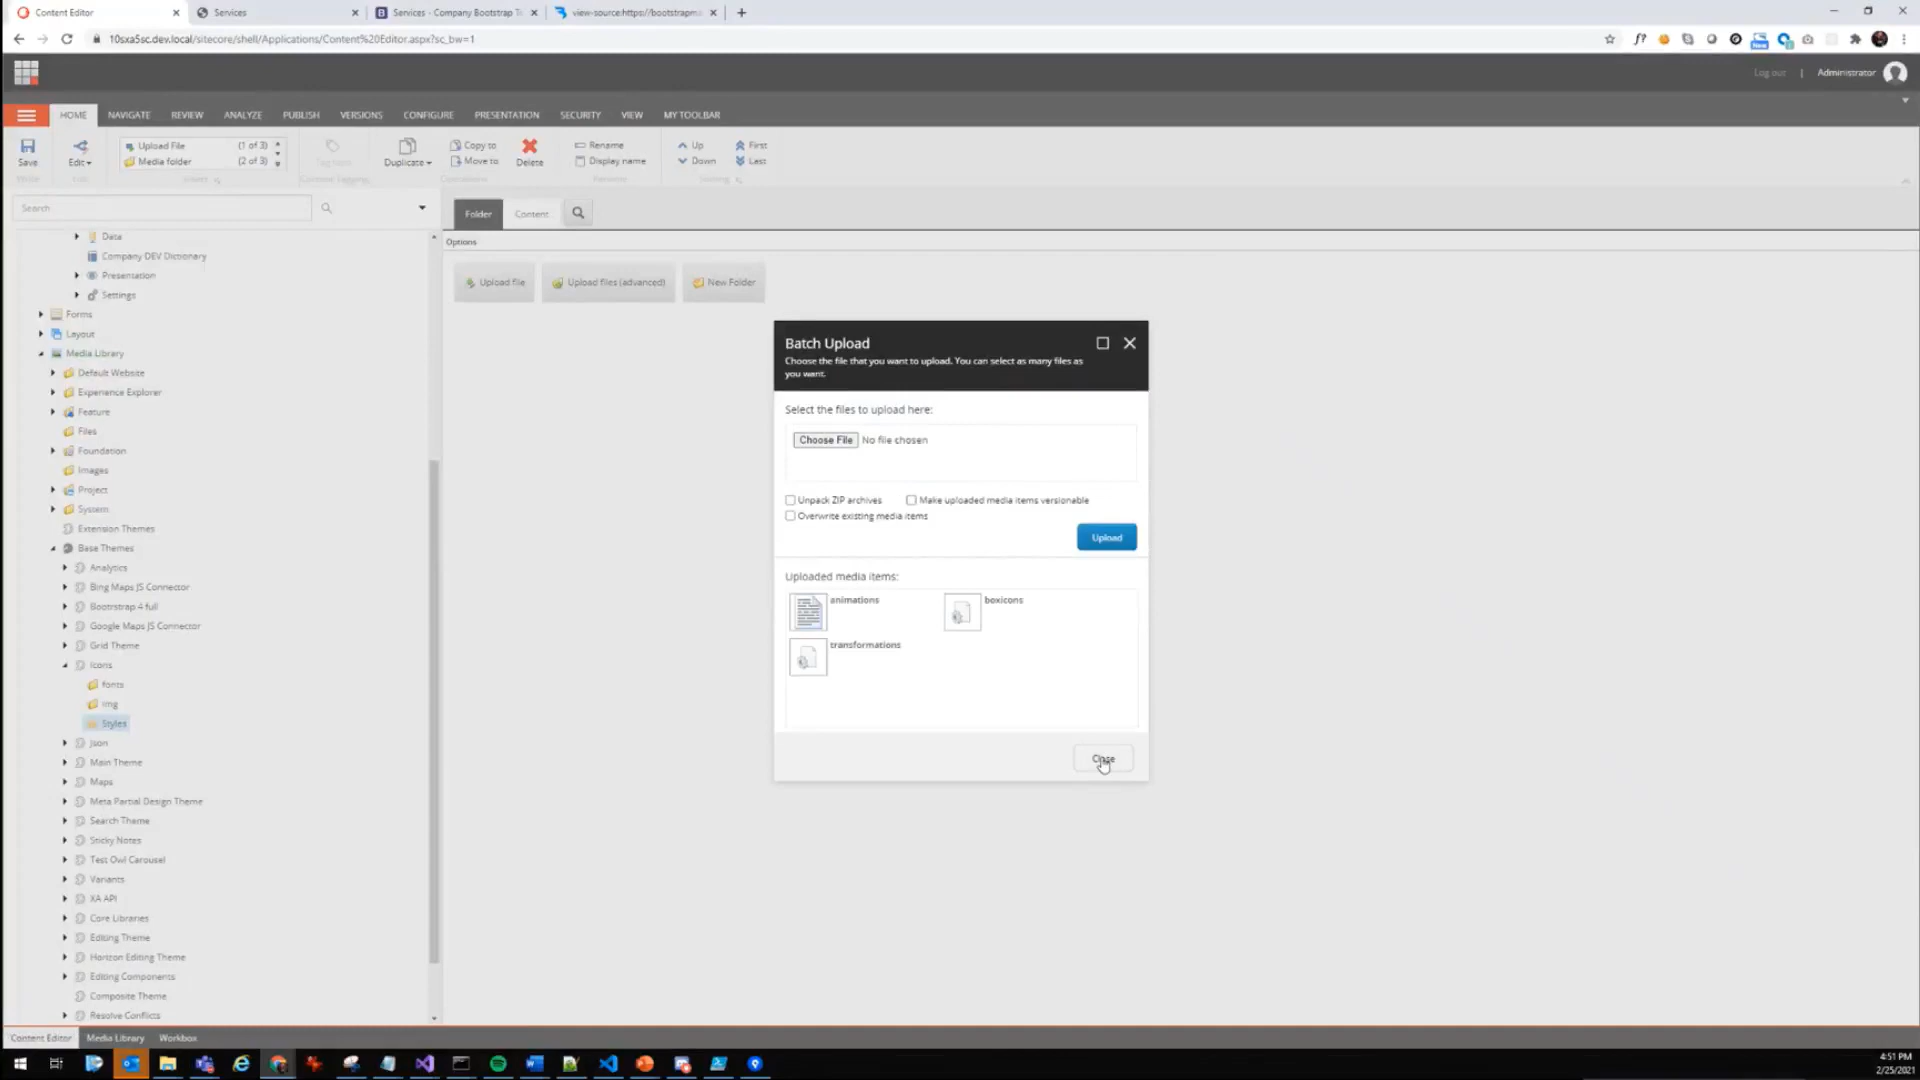 Content Editor
Services
Services - Company Bootstrap T
view-source:https://bootstrapma
10sxa5sc.dev.local/sitecore/shell/Applications/Content%20Editor.aspx?sc_bw=1
Log out | Administrator
HOME NAVIGATE REVIEW ANALYZE PUBLISH VERSIONS CONFIGURE PRESENTATION SECURITY VIEW MY TOOLBAR
Save
Edit
Upload File (1 of 3)
Media folder (2 of 3)
Duplicate
Copy to
Move to
Delete
Rename
Display name
Up
Down
First
Last
Search
Folder
Content
Data
Company DEV Dictionary
Presentation
Settings
Forms
Layout
Media Library
Default Website
Experience Explorer
Feature
Files
Foundation
Images
Project
System
Extension Themes
Base Themes
Analytics
Bing Maps JS Connector
Bootrstrap 4 full
Google Maps JS Connector
Grid Theme
Icons
fonts
img
Styles
Json
Main Theme
Maps
Meta Partial Design Theme
Search Theme
Sticky Notes
Test Owl Carousel
Variants
XA API
Core Libraries
Editing Theme
Horizon Editing Theme
Editing Components
Composite Theme
Resolve Conflicts
Options
Upload file
Upload files (advanced)
New Folder
Batch Upload
Choose the file that you want to upload. You can select as many files as
you want.
Select the files to upload here:
Choose File No file chosen
Unpack ZIP archives
Make uploaded media items versionable
Overwrite existing media items
Upload
Uploaded media items:
animations
boxicons
transformations
Close
Content Editor
Media Library
Workbox
4:51 PM
2/25/2021